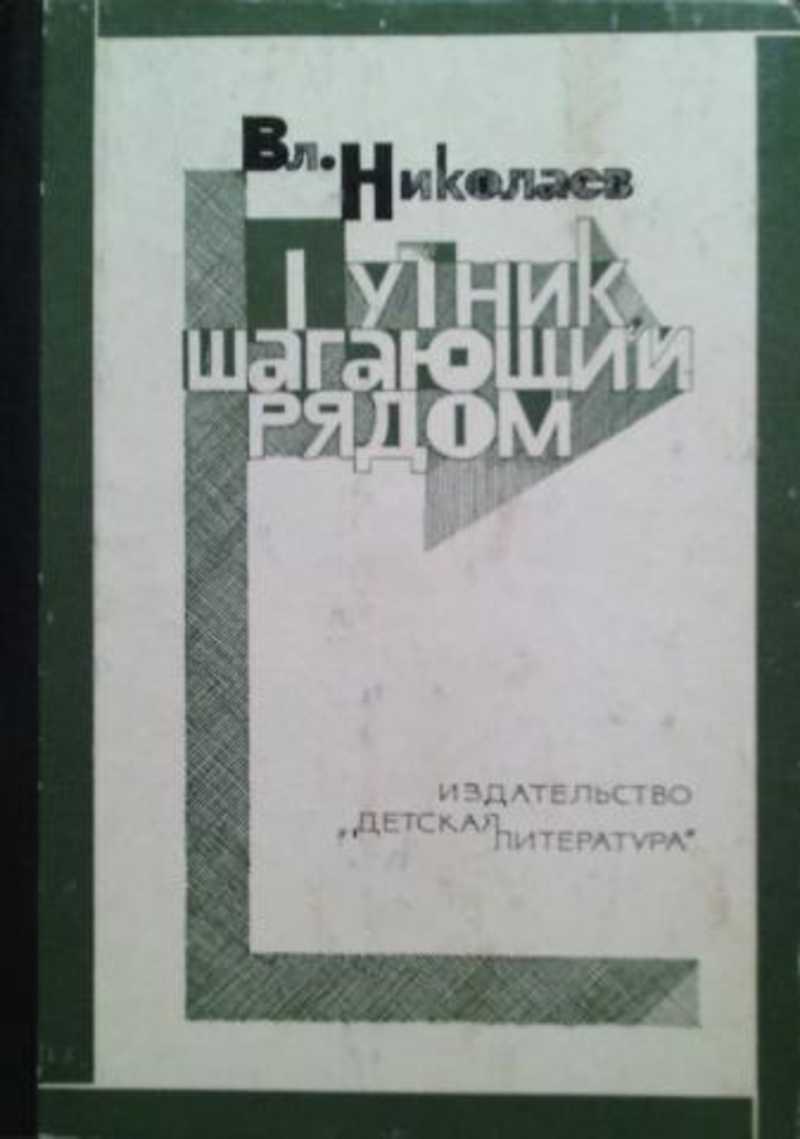 Вл. Николаев
Путник,
шагающий
рядом
ИЗДАТЕЛЬСТВО
„ДЕТСКАЯ
ЛИТЕРАТУРА"